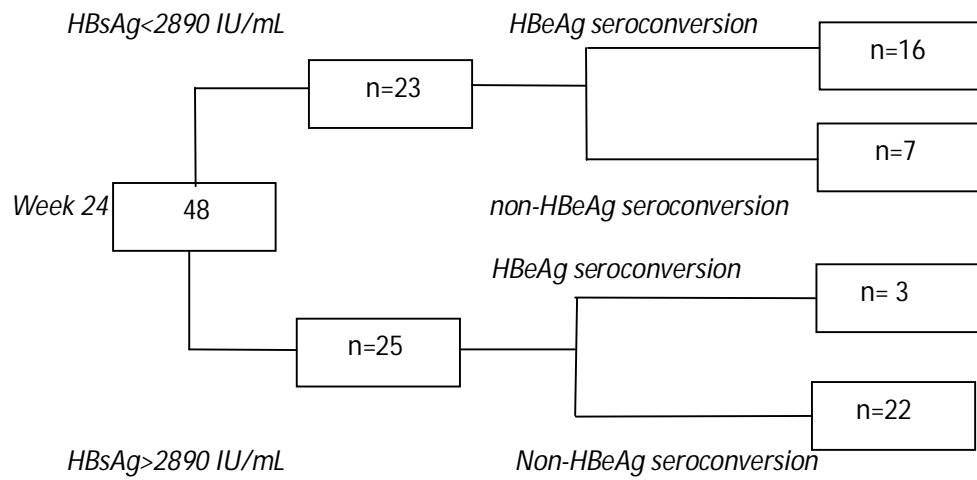 HBsAg<2890 IU/mL
HBeAg seroconversion
n=16
n=23
n=7
Week 24
48
non-HBeAg seroconversion
HBeAg seroconversion
n= 3
n=25
n=22
HBsAg>2890 IU/mL
Non-HBeAg seroconversion